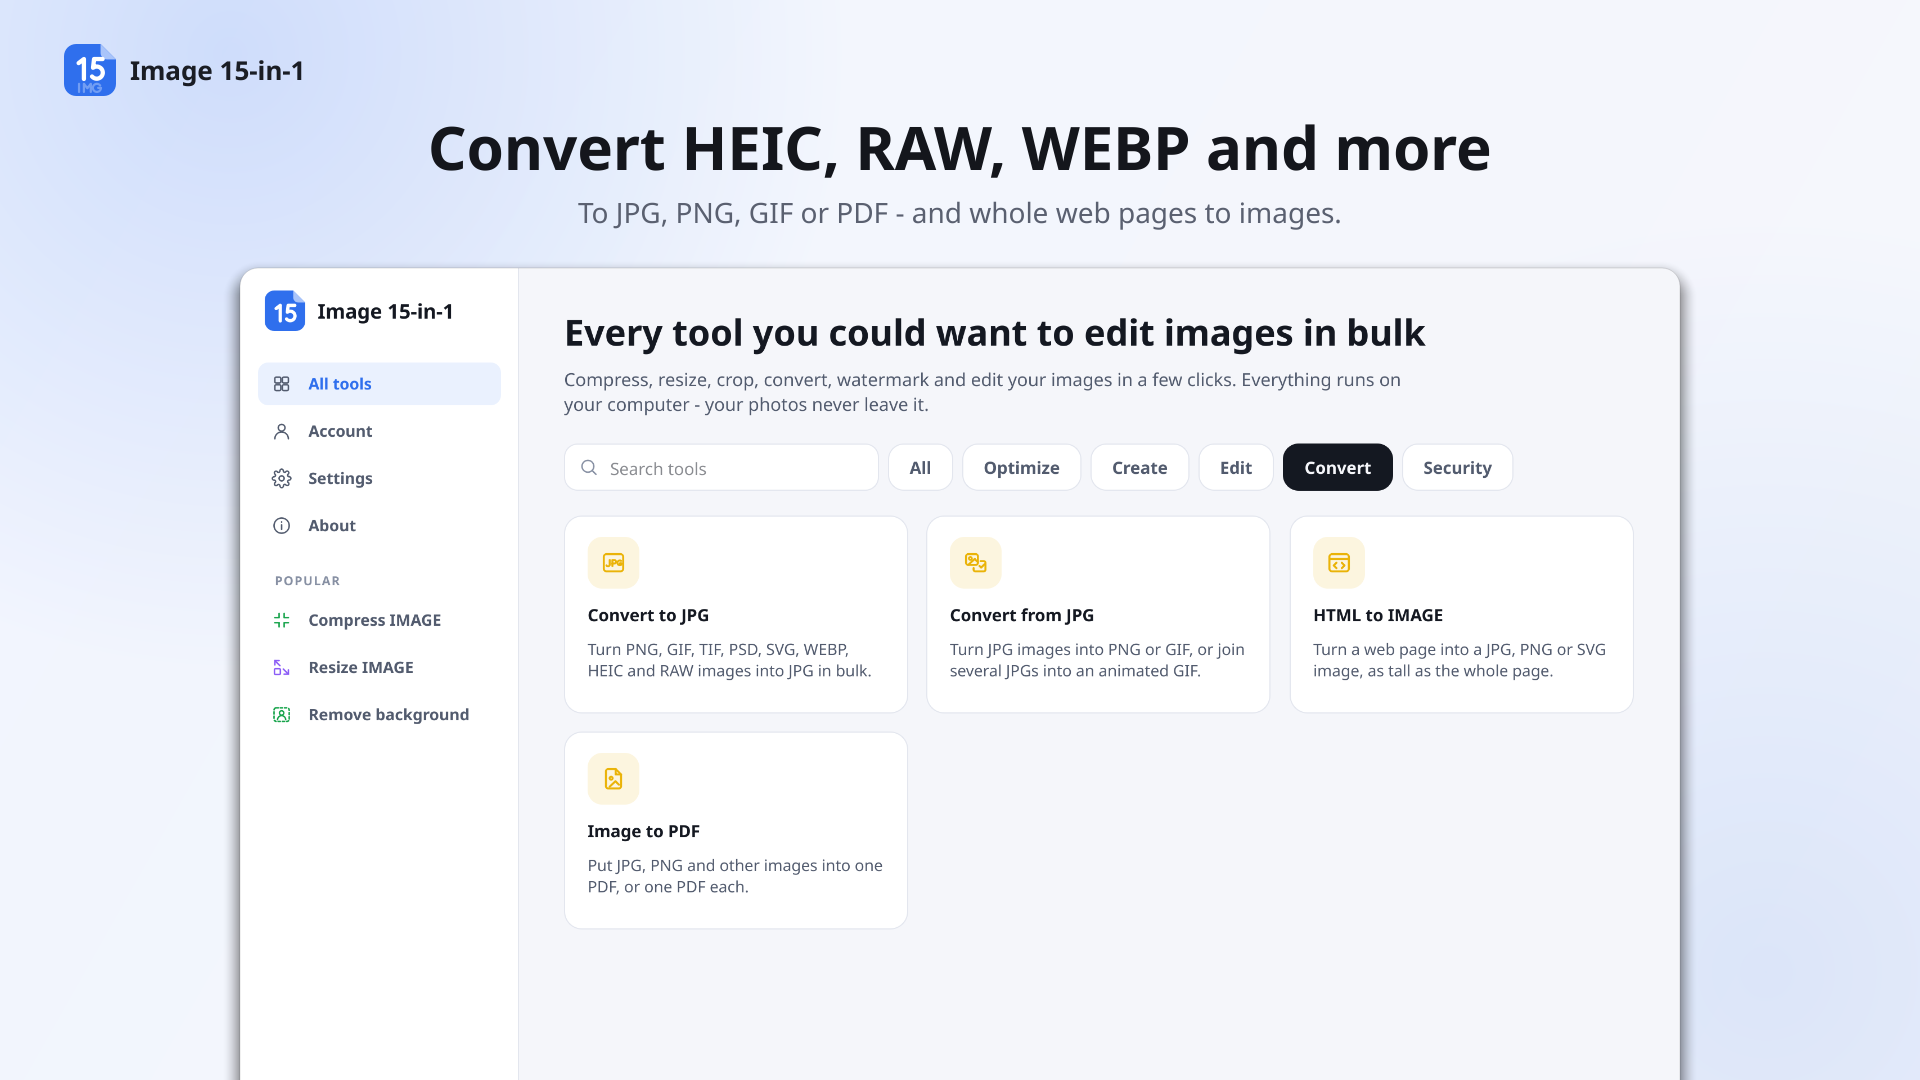 15
IMG
Image 15-in-1
Convert HEIC, RAW, WEBP and more
To JPG, PNG, GIF or PDF - and whole web pages to images.
15
Image 15-in-1
All tools
Account
Settings
About
POPULAR
Compress IMAGE
Resize IMAGE
Remove background
Every tool you could want to edit images in bulk
Compress, resize, crop, convert, watermark and edit your images in a few clicks. Everything runs on
your computer - your photos never leave it.
Search tools
All
Optimize
Create
Edit
Convert
Security
JPG
Convert to JPG
Turn PNG, GIF, TIF, PSD, SVG, WEBP,
HEIC and RAW images into JPG in bulk.
Convert from JPG
Turn JPG images into PNG or GIF, or join
several JPGs into an animated GIF.
HTML to IMAGE
Turn a web page into a JPG, PNG or SVG
image, as tall as the whole page.
Image to PDF
Put JPG, PNG and other images into one
PDF, or one PDF each.